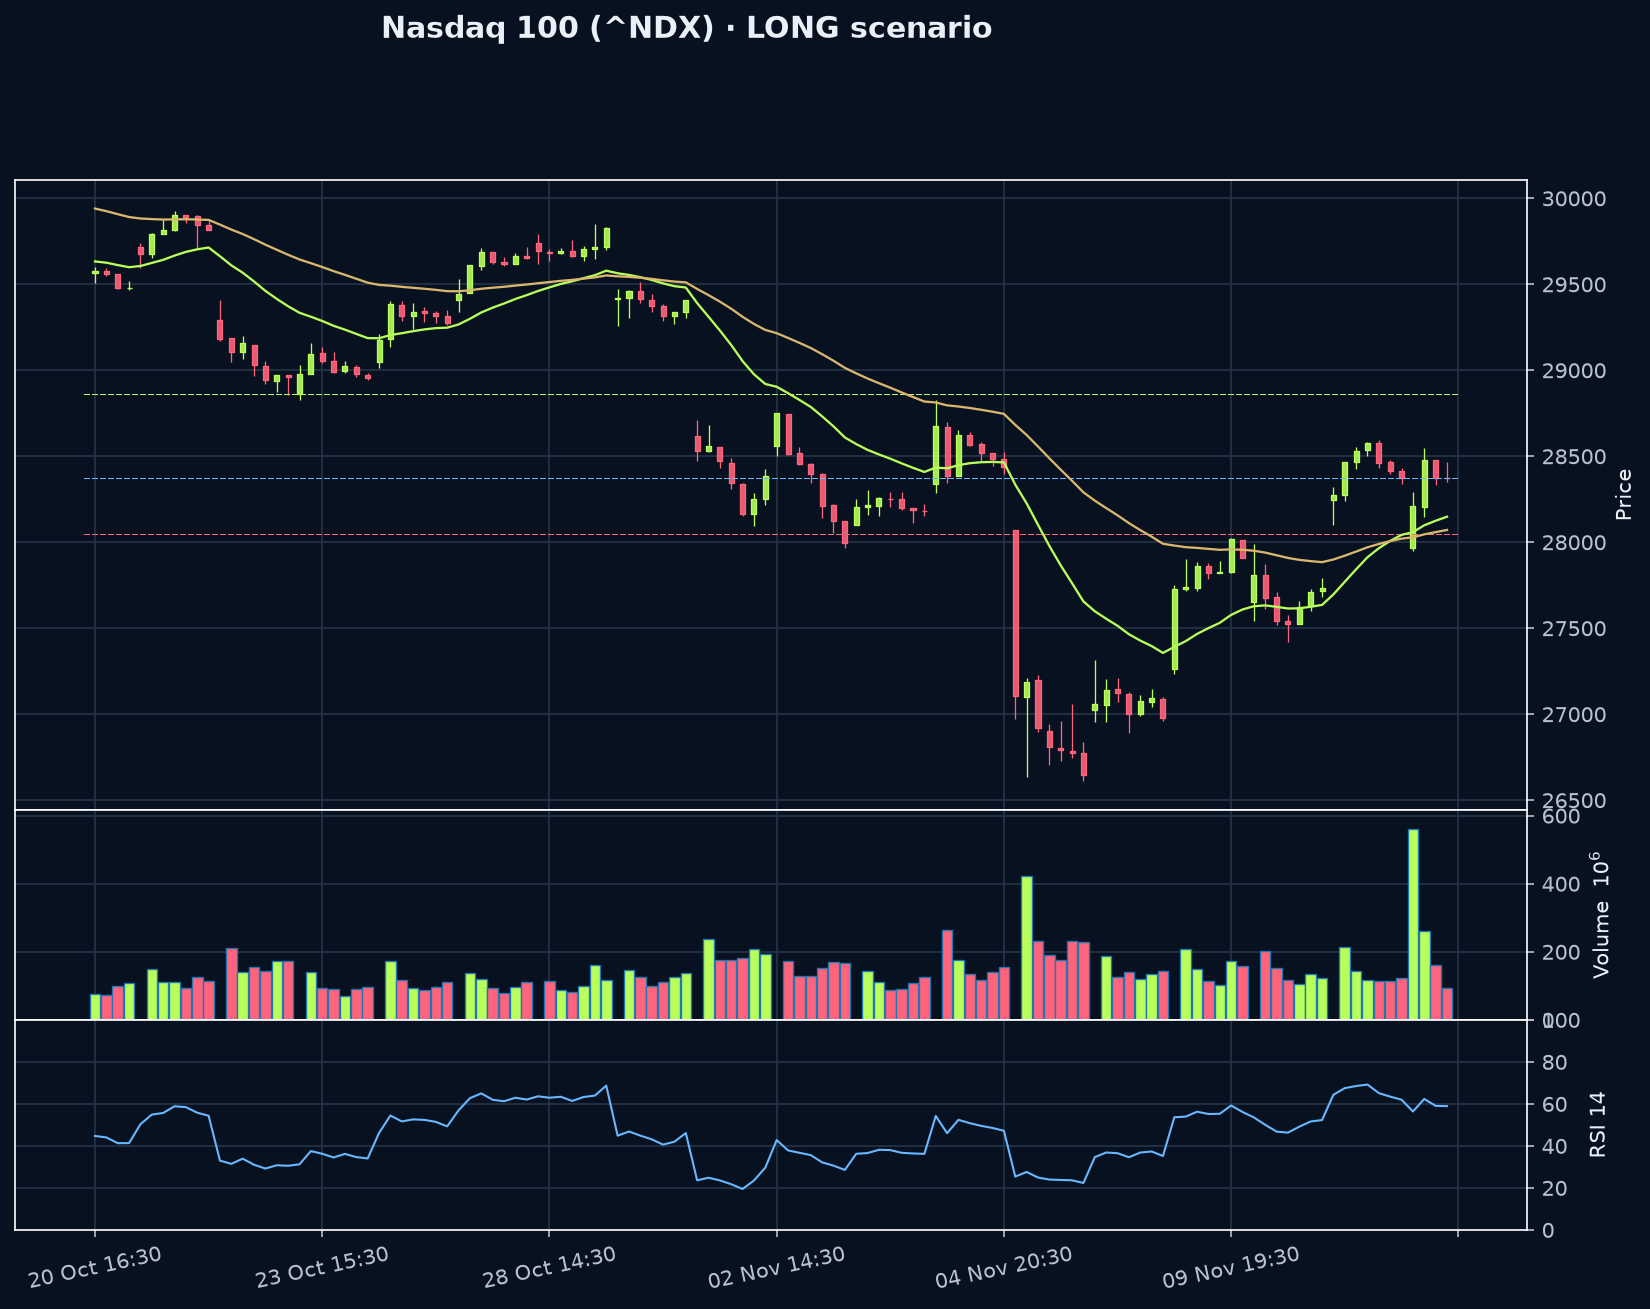 Nasdaq 100 (^NDX) · LONG scenario
30000
29500
29000
28500
28000
27500
27000
26500
Price
600
400
200
0
Volume 10⁶
100
80
60
40
20
0
RSI 14
20 Oct 16:30
23 Oct 15:30
28 Oct 14:30
02 Nov 14:30
04 Nov 20:30
09 Nov 19:30